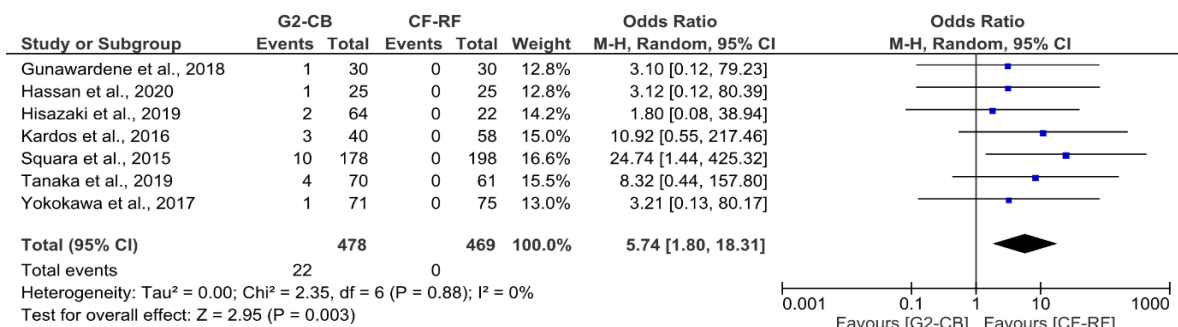 G2-CB CF-RF Odds Ratio Odds Ratio
Study or Subgroup Events Total Events Total Weight M-H, Random, 95% CI M-H, Random, 95% CI
Gunawardene et al., 2018 1 30 0 30 12.8% 3.10 [0.12, 79.23]
Hassan et al., 2020 1 25 0 25 12.8% 3.12 [0.12, 80.39]
Hisazaki et al., 2019 2 64 0 22 14.2% 1.80 [0.08, 38.94]
Kardos et al., 2016 3 40 0 58 15.0% 10.92 [0.55, 217.46]
Squara et al., 2015 10 178 0 198 16.6% 24.74 [1.44, 425.32]
Tanaka et al., 2019 4 70 0 61 15.5% 8.32 [0.44, 157.80]
Yokokawa et al., 2017 1 71 0 75 13.0% 3.21 [0.13, 80.17]
Total (95% CI) 478 469 100.0% 5.74 [1.80, 18.31]
Total events 22 0
Heterogeneity: Tau² = 0.00; Chi² = 2.35, df = 6 (P = 0.88); I² = 0%
Test for overall effect: Z = 2.95 (P = 0.003)
0.001 0.1 1 10 1000
Favours [G2-CB] Favours [CF-RF]